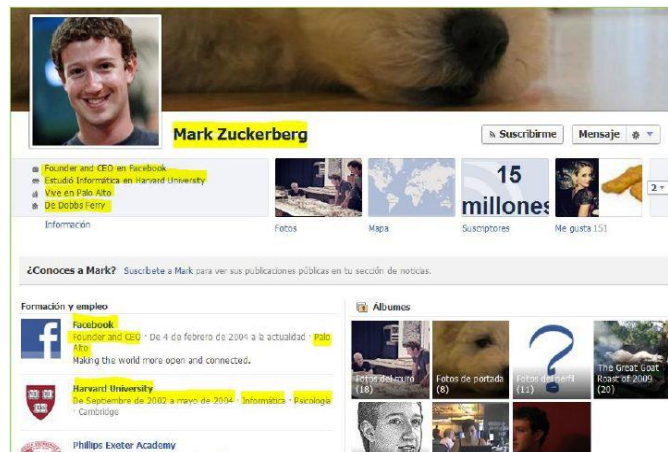 Mark Zuckerberg
Suscribirme
Mensaje
Founder and CEO en Facebook
Estudió Informática en Harvard University
Vive en Palo Alto
De Dobbs Ferry
Información
15
millones
2
Fotos
Mapa
Suscriptores
Me gusta 151
¿Conoces a Mark? Suscríbete a Mark para ver sus publicaciones públicas en tu sección de noticias.
Formación y empleo
Facebook
Founder and CEO · De 4 de febrero de 2004 a la actualidad · Palo
Alto
Making the world more open and connected.
Harvard University
De Septiembre de 2002 a mayo de 2004 · Informática · Psicología
· Cambridge
Phillips Exeter Academy
Álbumes
Fotos del muro
(18)
Fotos de portada
(8)
Fotos del perfil
(11)
The Great Goat
Roast of 2009
(20)